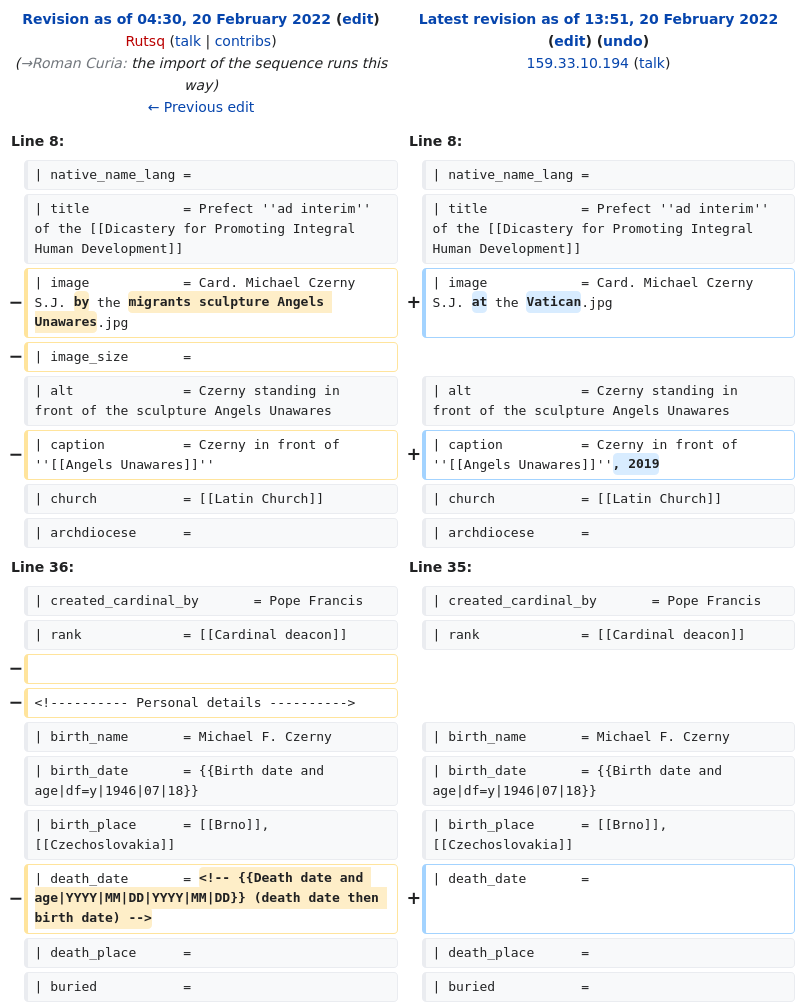 Revision as of 04:30, 20 February 2022 (edit)
Rutsq (talk | contribs)
(→Roman Curia: the import of the sequence runs this
way)
← Previous edit
Latest revision as of 13:51, 20 February 2022
(edit) (undo)
159.33.10.194 (talk)
Line 8:
Line 8:
| native_name_lang =
| native_name_lang =
| title            = Prefect ''ad interim''
of the [[Dicastery for Promoting Integral
Human Development]]
| title            = Prefect ''ad interim''
of the [[Dicastery for Promoting Integral
Human Development]]
− | image            = Card. Michael Czerny
S.J. by the migrants sculpture Angels
Unawares.jpg
+ | image            = Card. Michael Czerny
S.J. at the Vatican.jpg
− | image_size       =
| alt              = Czerny standing in
front of the sculpture Angels Unawares
| alt              = Czerny standing in
front of the sculpture Angels Unawares
− | caption          = Czerny in front of
''[[Angels Unawares]]''
+ | caption          = Czerny in front of
''[[Angels Unawares]]'', 2019
| church           = [[Latin Church]]
| church           = [[Latin Church]]
| archdiocese      =
| archdiocese      =
Line 36:
Line 35:
| created_cardinal_by       = Pope Francis
| created_cardinal_by       = Pope Francis
| rank             = [[Cardinal deacon]]
| rank             = [[Cardinal deacon]]
−
− <!---------- Personal details ---------->
| birth_name       = Michael F. Czerny
| birth_name       = Michael F. Czerny
| birth_date       = {{Birth date and
age|df=y|1946|07|18}}
| birth_date       = {{Birth date and
age|df=y|1946|07|18}}
| birth_place      = [[Brno]],
[[Czechoslovakia]]
| birth_place      = [[Brno]],
[[Czechoslovakia]]
− | death_date       = <!-- {{Death date and
age|YYYY|MM|DD|YYYY|MM|DD}} (death date then
birth date) -->
+ | death_date       =
| death_place      =
| death_place      =
| buried           =
| buried           =